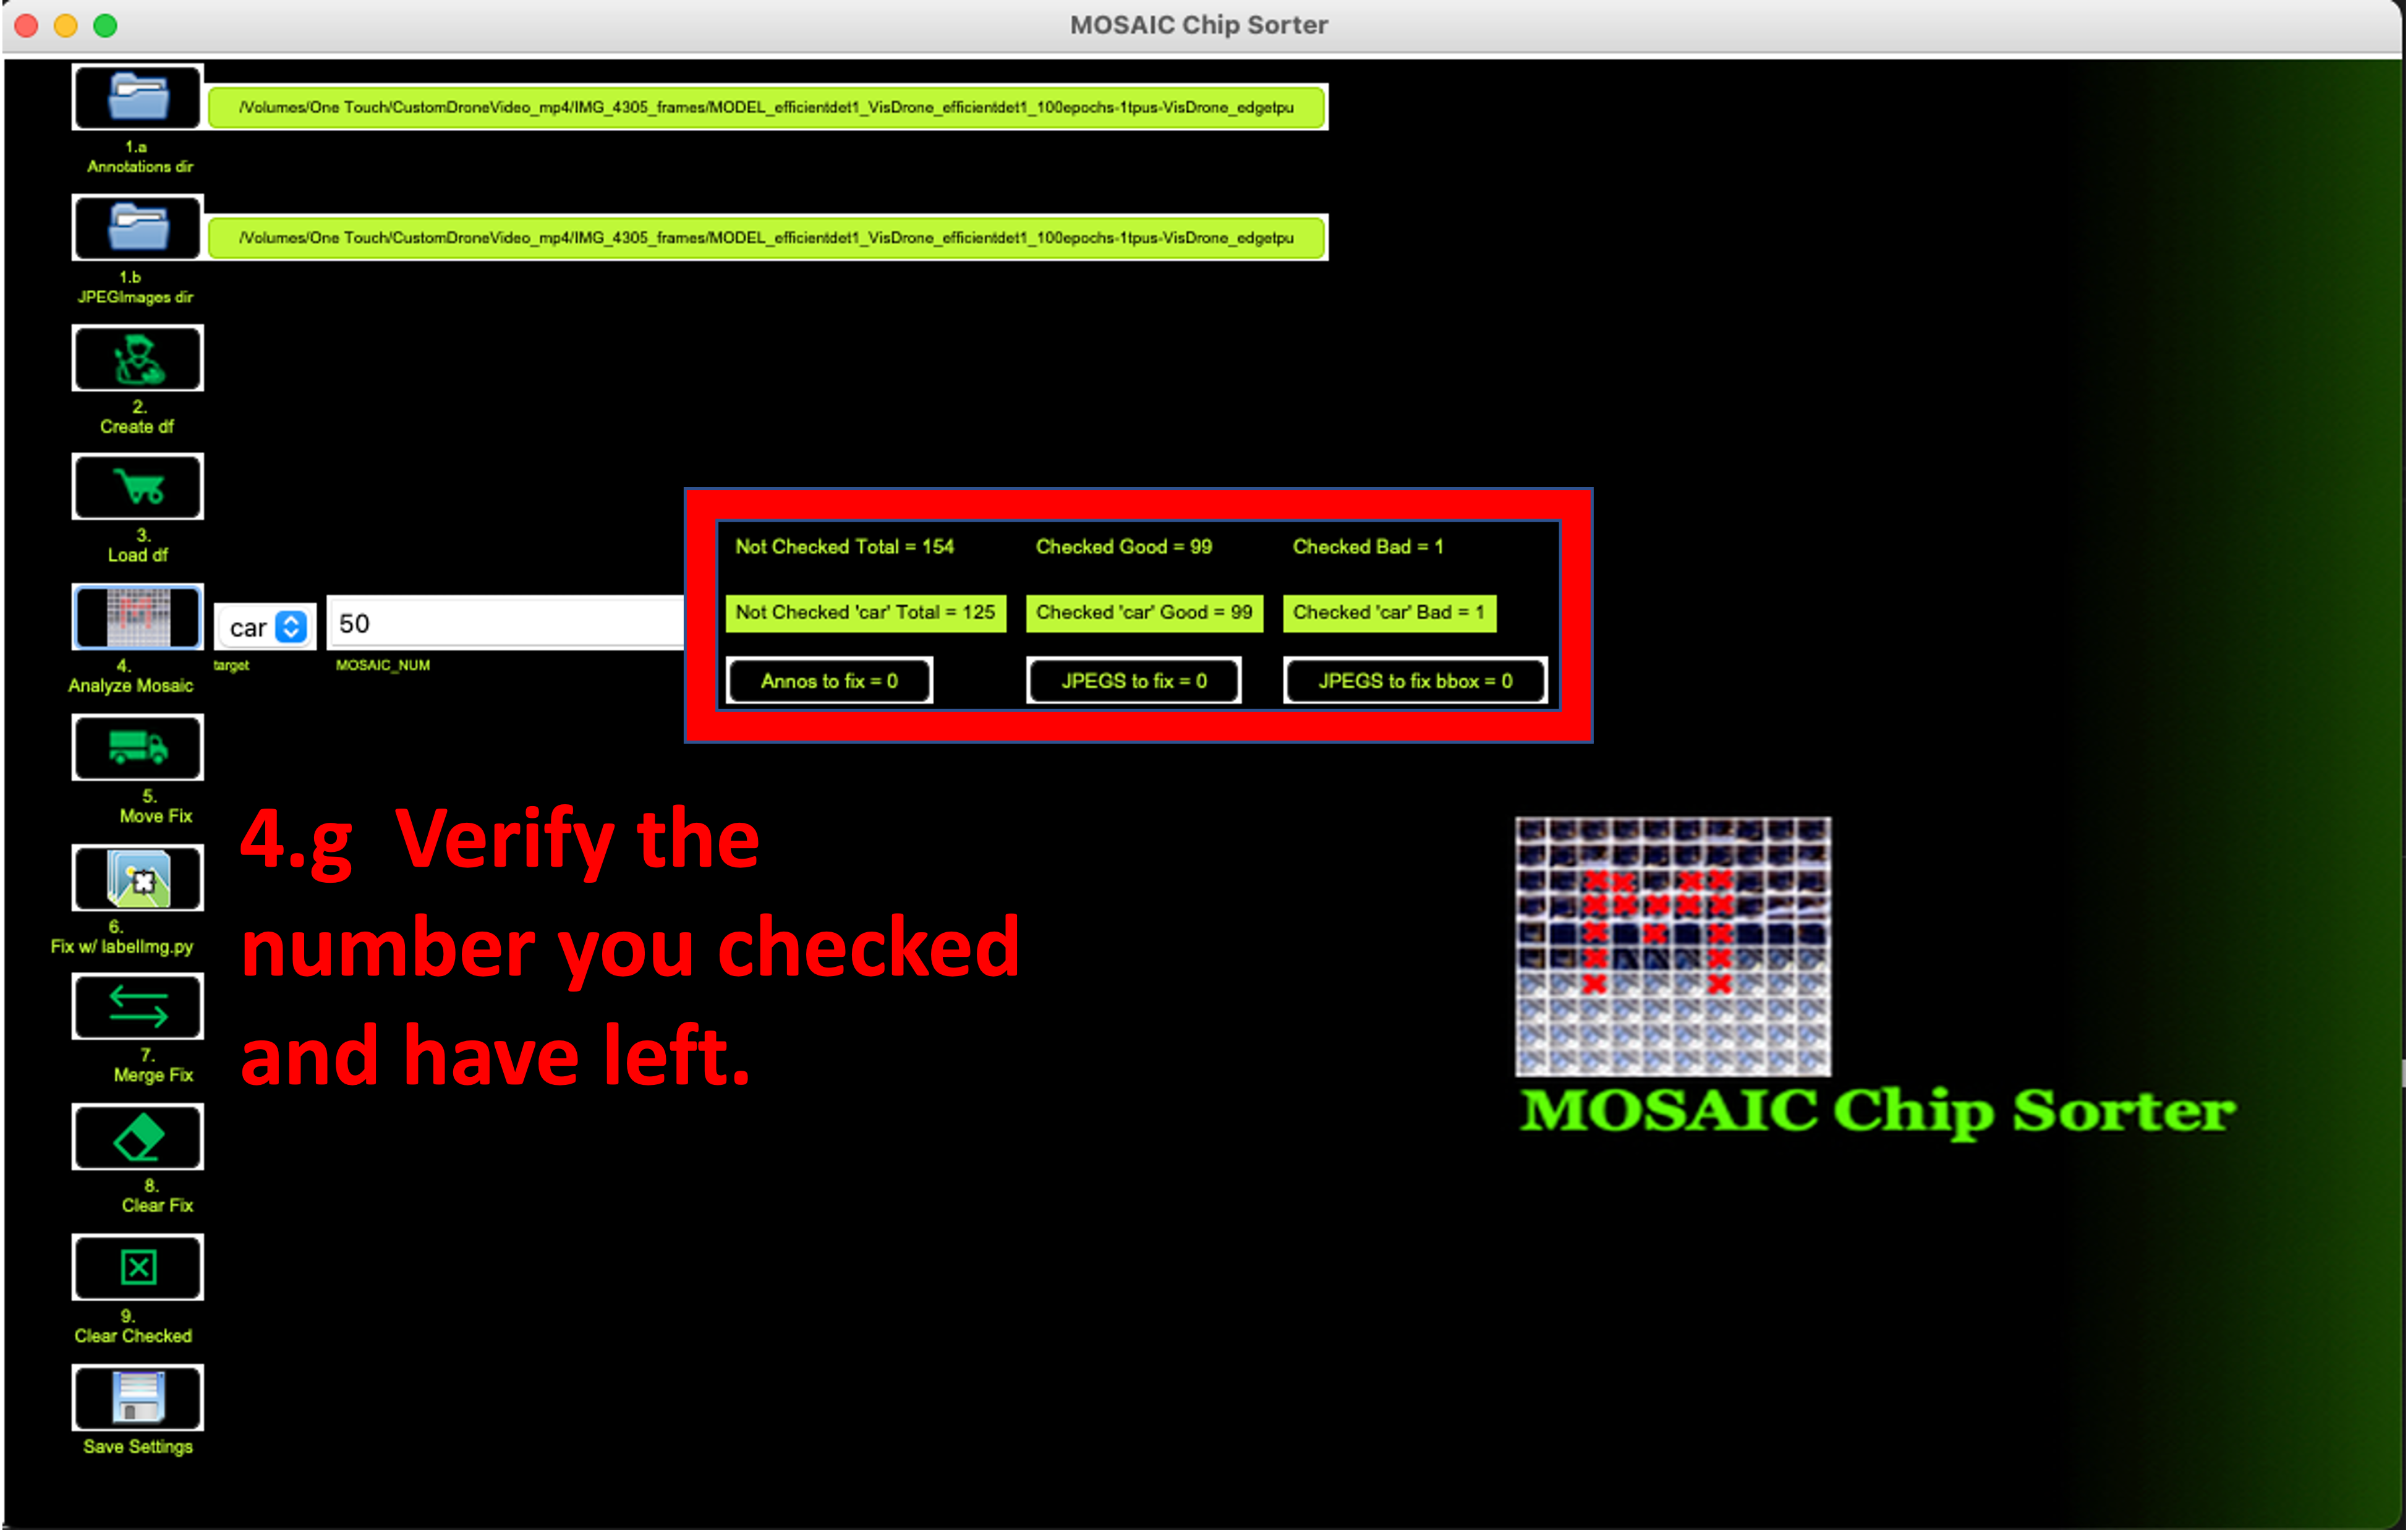 MOSAIC Chip Sorter
/Volumes/One Touch/CustomDroneVideo_mp4/IMG_4305_frames/MODEL_efficientdet1_VisDrone_efficientdet1_100epochs-1tpus-VisDrone_edgetpu
1.a
Annotations dir
/Volumes/One Touch/CustomDroneVideo_mp4/IMG_4305_frames/MODEL_efficientdet1_VisDrone_efficientdet1_100epochs-1tpus-VisDrone_edgetpu
1.b
JPEGImages dir
2.
Create df
3.
Load df
Not Checked Total = 154 Checked Good = 99 Checked Bad = 1
car 50 Not Checked 'car' Total = 125 Checked 'car' Good = 99 Checked 'car' Bad = 1
target MOSAIC_NUM
4.
Analyze Mosaic
Annos to fix = 0 JPEGS to fix = 0 JPEGS to fix bbox = 0
5.
Move Fix
4.g Verify the
number you checked
and have left.
6.
Fix w/ labelImg.py
7.
Merge Fix
MOSAIC Chip Sorter
8.
Clear Fix
9.
Clear Checked
Save Settings